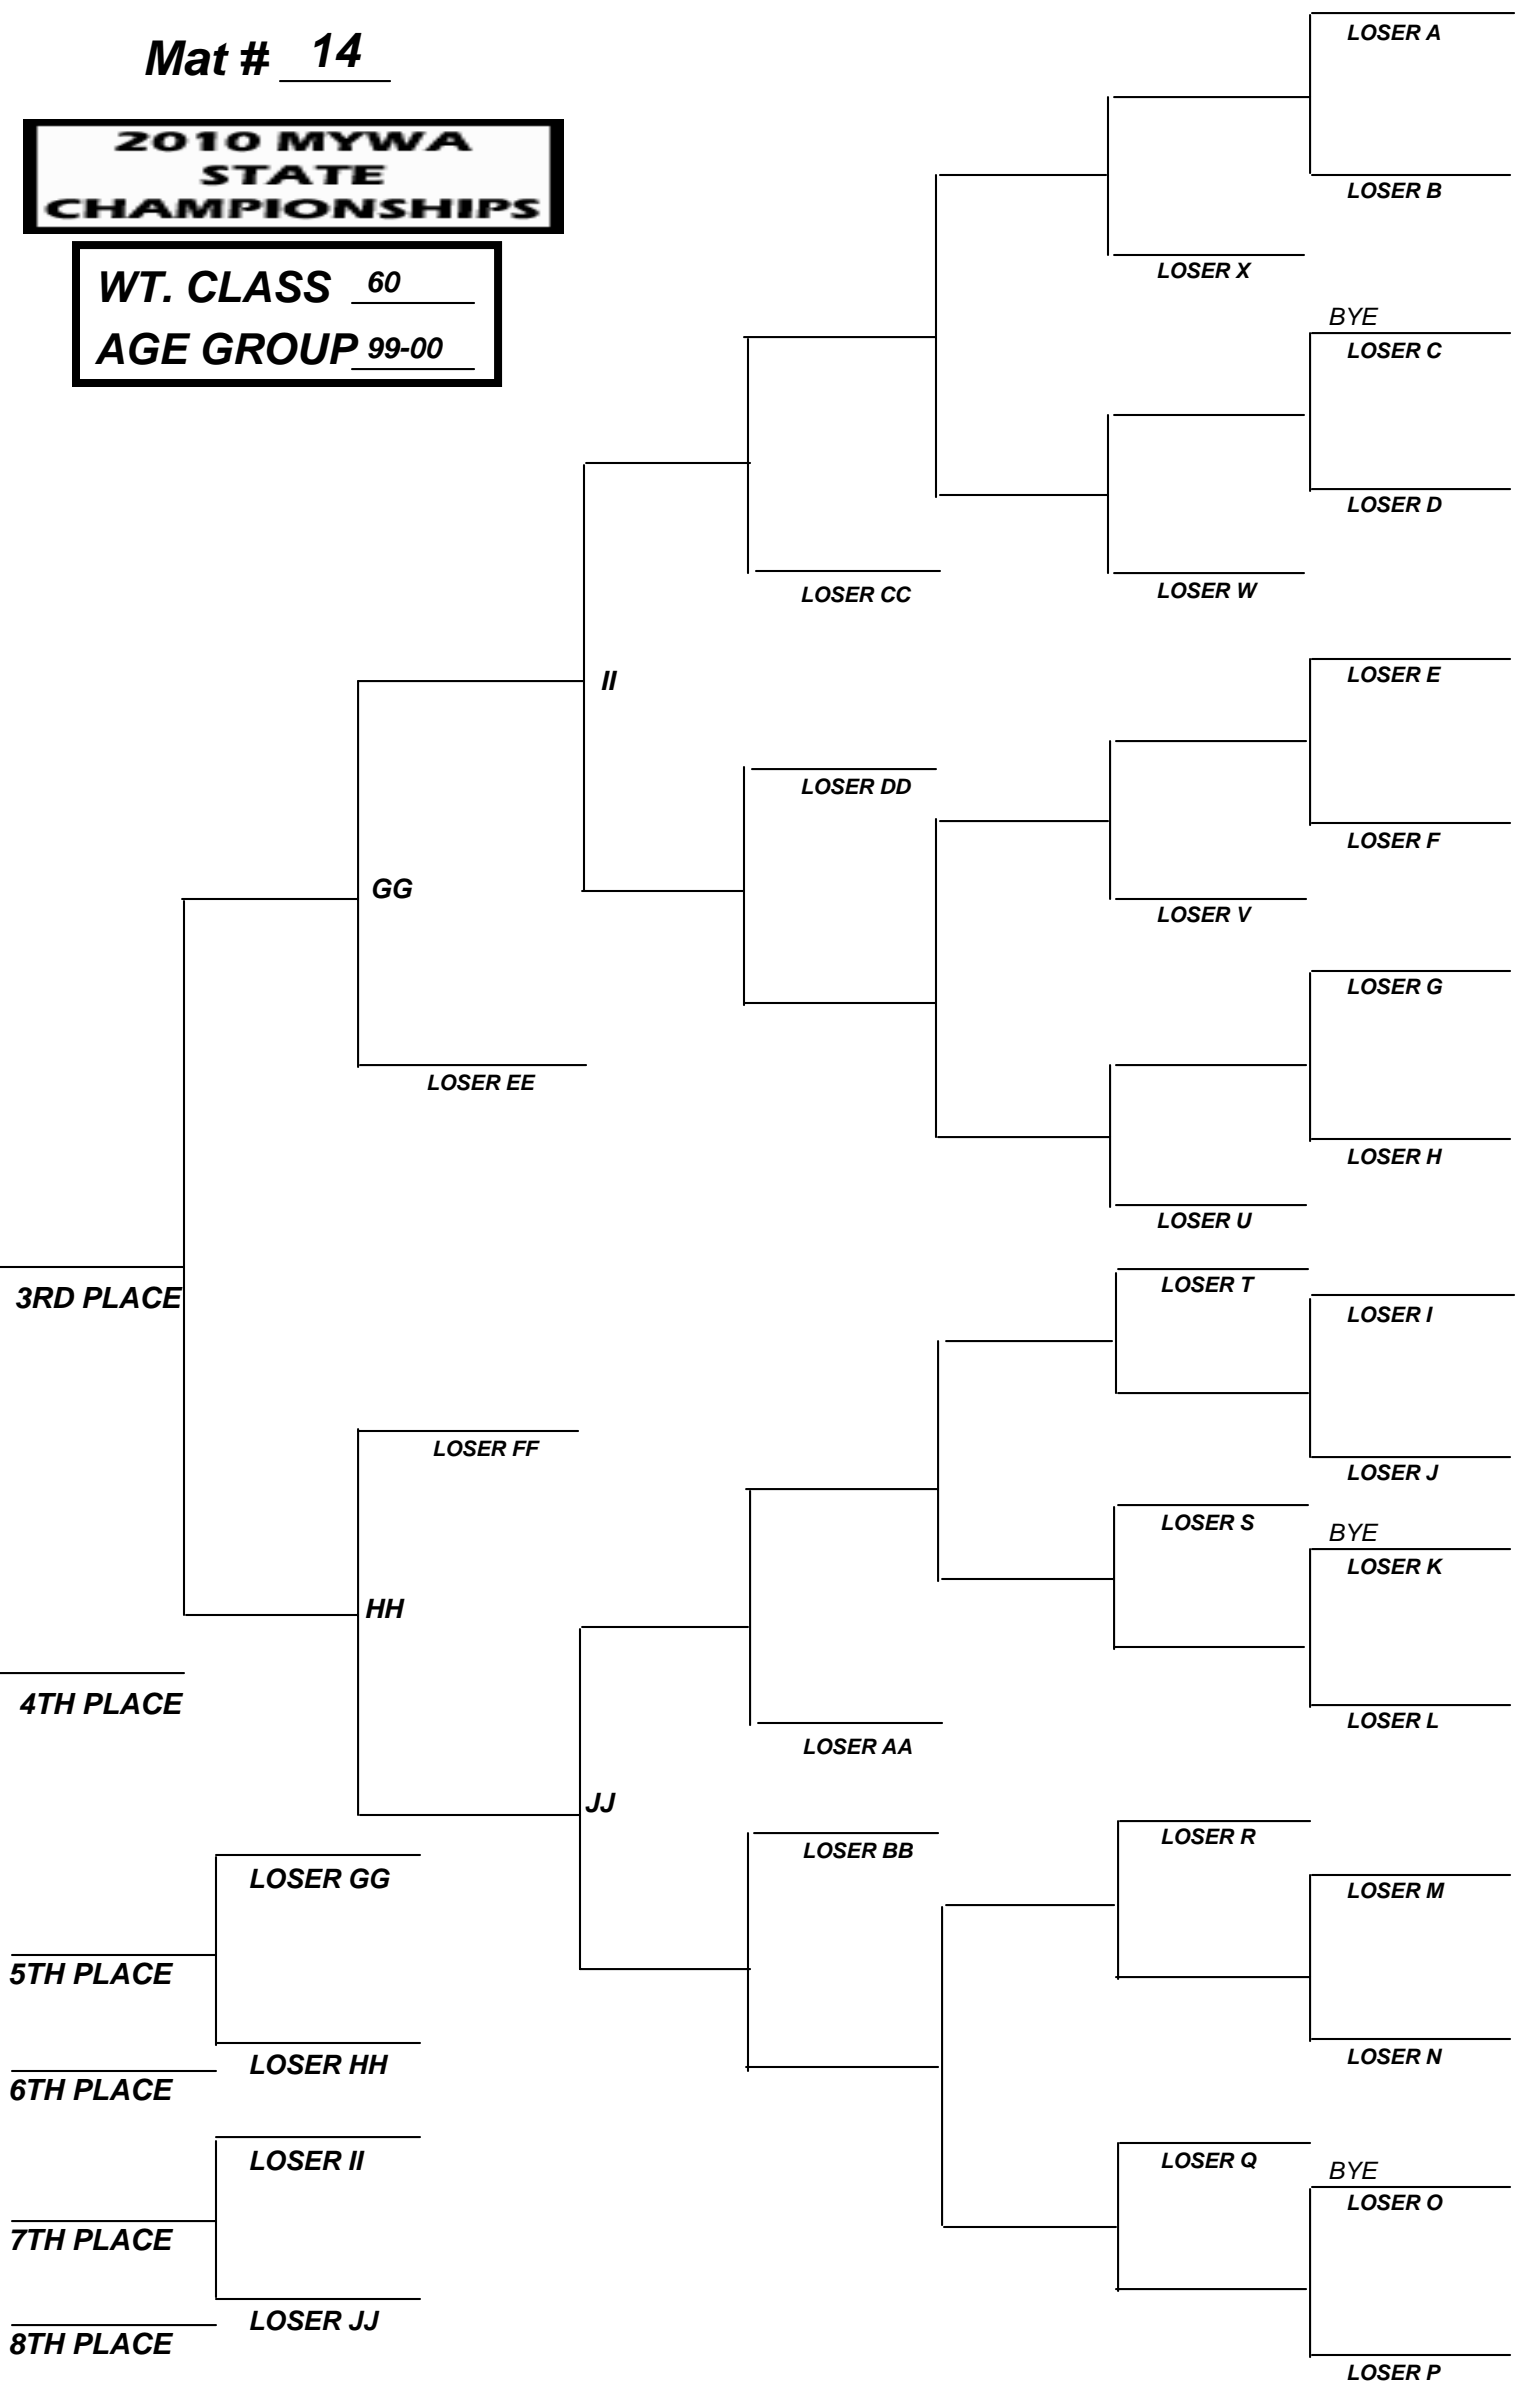 Mat # 14
2010 MYWA
STATE
CHAMPIONSHIPS
WT. CLASS 60
AGE GROUP 99-00
LOSER A
LOSER B
LOSER X
BYE
LOSER C
LOSER D
LOSER CC
LOSER W
LOSER E
II
LOSER DD
LOSER F
GG
LOSER V
LOSER G
LOSER EE
LOSER H
LOSER U
3RD PLACE
LOSER T
LOSER I
LOSER FF
LOSER J
LOSER S
BYE
LOSER K
HH
4TH PLACE
LOSER L
LOSER AA
JJ
LOSER BB
LOSER R
LOSER GG
LOSER M
5TH PLACE
LOSER N
LOSER HH
6TH PLACE
LOSER II
LOSER Q
BYE
LOSER O
7TH PLACE
LOSER JJ
8TH PLACE
LOSER P